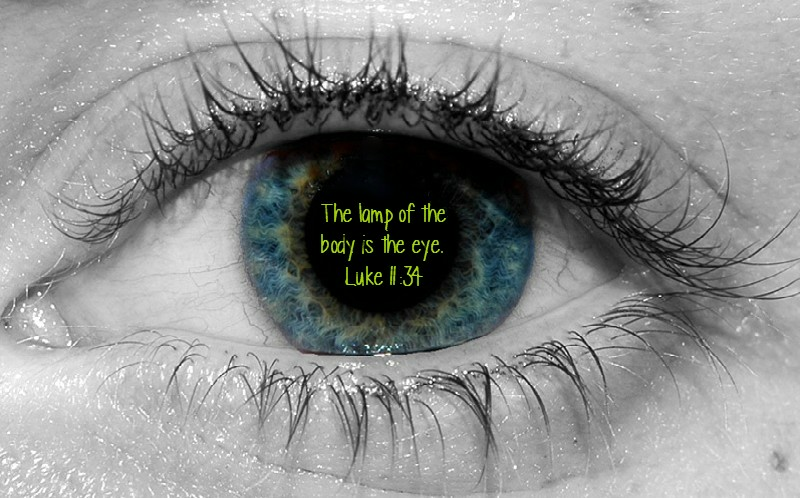 The lamp of the
body is the eye.
Luke 11:34